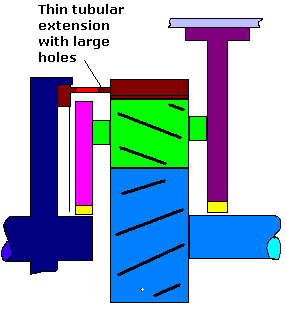 Thin tubular
extension
with large
holes